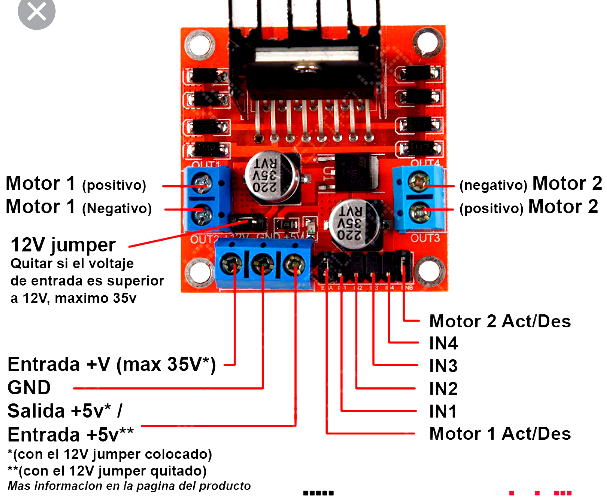 OUT1
OUT4
220
35V
RVT
Motor 1 (positivo)
Motor 1 (Negativo)
(negativo) Motor 2
(positivo) Motor 2
220
35V
RVT
OUT2
+12V GND +5V
OUT3
12V jumper
Quitar si el voltaje
de entrada es superior
a 12V, maximo 35v
Motor 2 Act/Des
IN4
IN3
IN2
IN1
Motor 1 Act/Des
Entrada +V (max 35V*)
GND
Salida +5v* /
Entrada +5v**
*(con el 12V jumper colocado)
**(con el 12V jumper quitado)
Mas informacion en la pagina del producto